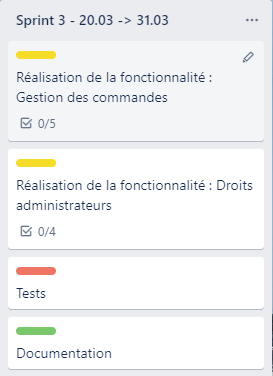 Sprint 3 - 20.03 -> 31.03
Réalisation de la fonctionnalité :
Gestion des commandes
0/5
Réalisation de la fonctionnalité : Droits
administrateurs
0/4
Tests
Documentation